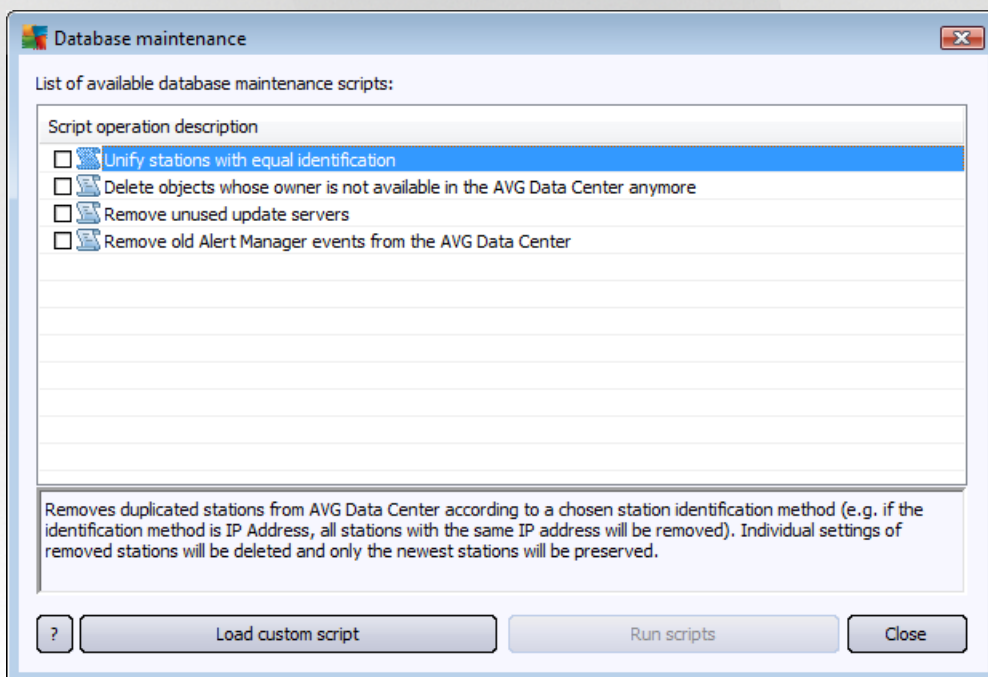 Database maintenance
List of available database maintenance scripts:
Script operation description
Unify stations with equal identification
Delete objects whose owner is not available in the AVG Data Center anymore
Remove unused update servers
Remove old Alert Manager events from the AVG Data Center
Removes duplicated stations from AVG Data Center according to a chosen station identification method (e.g. if the
identification method is IP Address, all stations with the same IP address will be removed). Individual settings of
removed stations will be deleted and only the newest stations will be preserved.
? Load custom script Run scripts Close